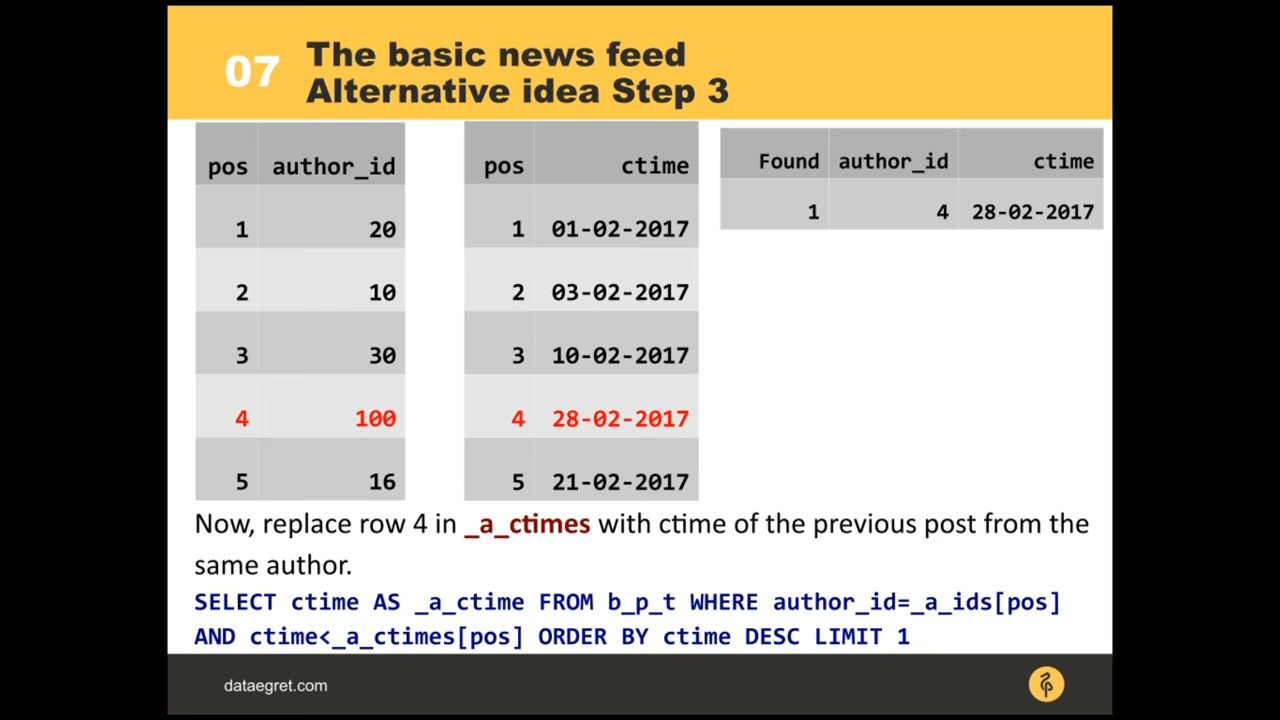 07
The basic news feed
Alternative idea Step 3
pos author_id
1 20
2 10
3 30
4 100
5 16
pos ctime
1 01-02-2017
2 03-02-2017
3 10-02-2017
4 28-02-2017
5 21-02-2017
Found author_id ctime
1 4 28-02-2017
Now, replace row 4 in _a_ctimes with ctime of the previous post from the
same author.
SELECT ctime AS _a_ctime FROM b_p_t WHERE author_id=_a_ids[pos]
AND ctime<_a_ctimes[pos] ORDER BY ctime DESC LIMIT 1
dataegret.com